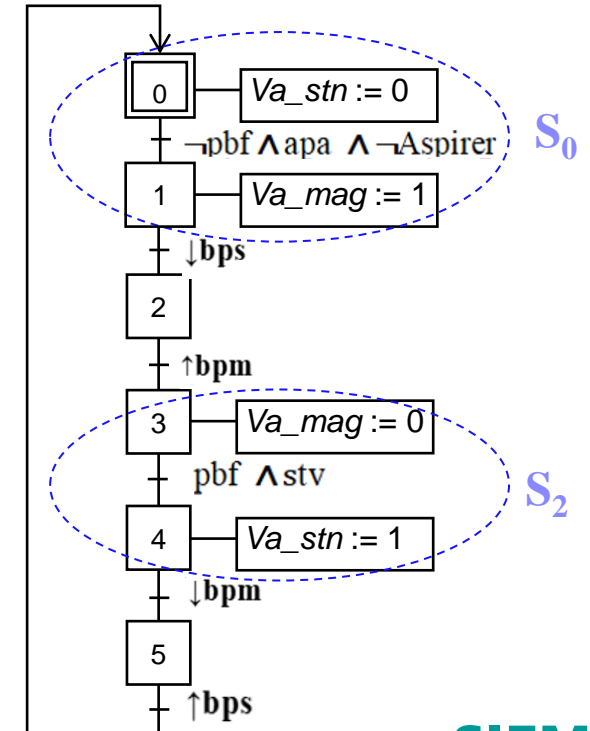 0
Va_stn := 0
¬pbf ∧ apa ∧ ¬Aspirer
S₀
1
Va_mag := 1
↓bps
2
↑bpm
3
Va_mag := 0
pbf ∧ stv
S₂
4
Va_stn := 1
↓bpm
5
↑bps